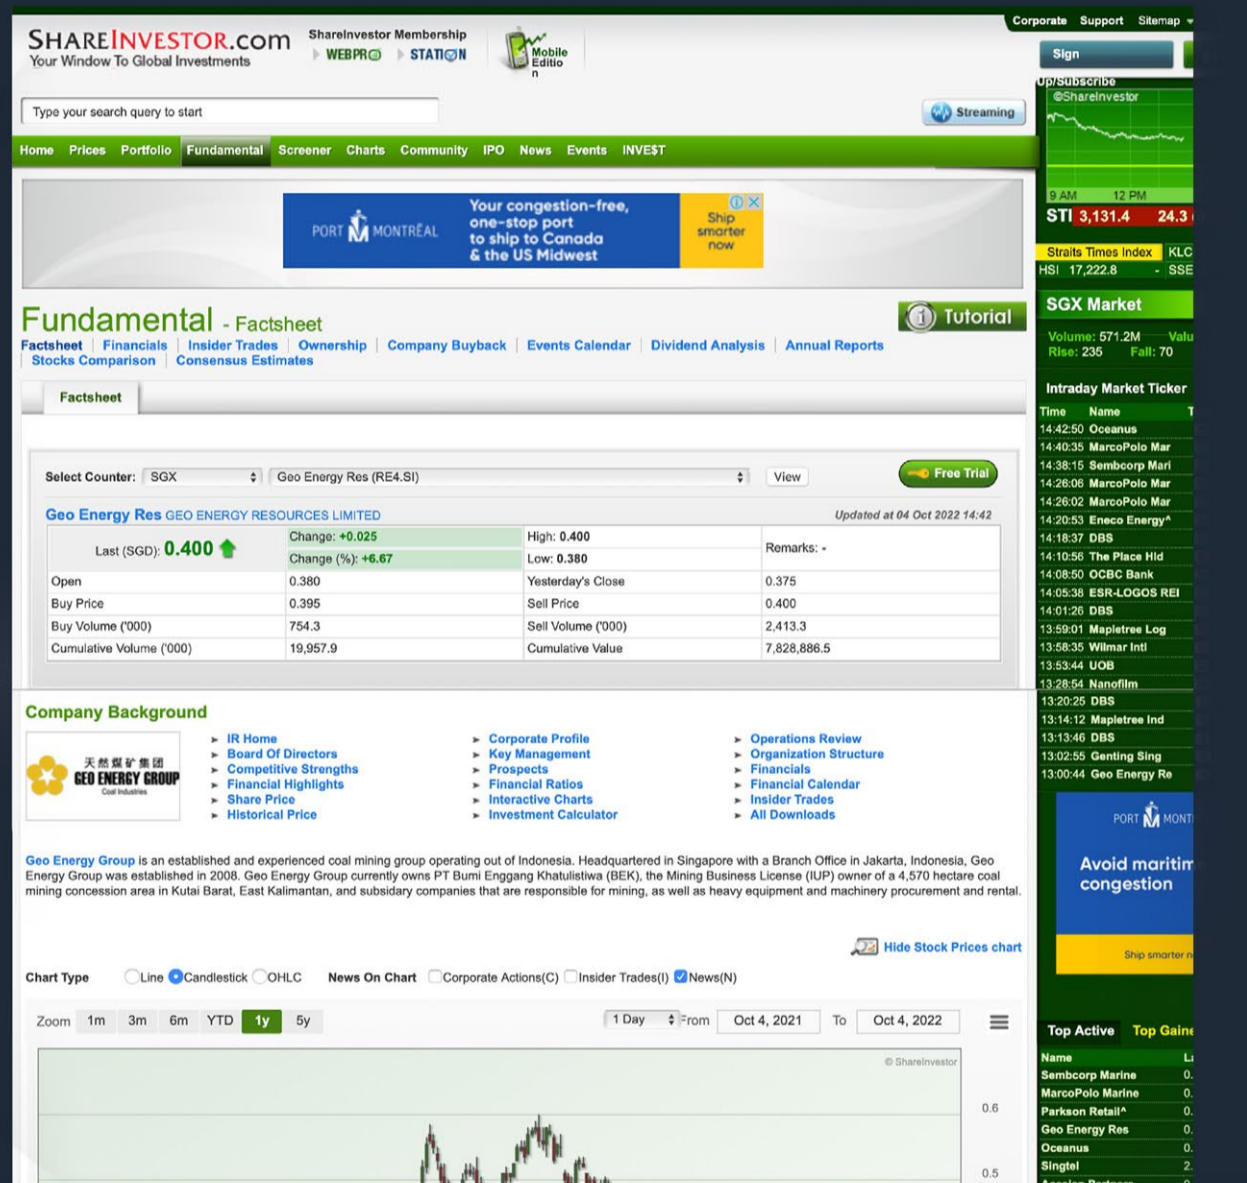 Corporate Support Sitemap
SHAREINVESTOR.com
Your Window To Global Investments
ShareInvestor Membership
WEBPRO STATION
Mobile
Editio
n
Sign
Up/Subscribe
Type your search query to start
Streaming
Home Prices Portfolio Fundamental Screener Charts Community IPO News Events INVE$T
©ShareInvestor
9 AM 12 PM
STI 3,131.4 24.3
Straits Times Index KLC
HSI 17,222.8 - SSE
PORT MONTRÉAL
Your congestion-free,
one-stop port
to ship to Canada
& the US Midwest
Ship
smarter
now
Fundamental - Factsheet
Tutorial
Factsheet Financials Insider Trades Ownership Company Buyback Events Calendar Dividend Analysis Annual Reports
Stocks Comparison Consensus Estimates
Factsheet
Select Counter: SGX Geo Energy Res (RE4.SI) View Free Trial
Geo Energy Res GEO ENERGY RESOURCES LIMITED Updated at 04 Oct 2022 14:42
Last (SGD): 0.400 Change: +0.025 High: 0.400 Remarks: -
Change (%): +6.67 Low: 0.380
Open 0.380 Yesterday's Close 0.375
Buy Price 0.395 Sell Price 0.400
Buy Volume ('000) 754.3 Sell Volume ('000) 2,413.3
Cumulative Volume ('000) 19,957.9 Cumulative Value 7,828,886.5
SGX Market
Volume: 571.2M Valu
Rise: 235 Fall: 70
Intraday Market Ticker
Time Name T
14:42:50 Oceanus
14:40:35 MarcoPolo Mar
14:38:15 Sembcorp Mari
14:26:06 MarcoPolo Mar
14:26:02 MarcoPolo Mar
14:20:53 Eneco Energy^
14:18:37 DBS
14:10:56 The Place Hld
14:08:50 OCBC Bank
14:05:38 ESR-LOGOS REI
14:01:26 DBS
13:59:01 Mapletree Log
13:58:35 Wilmar Intl
13:53:44 UOB
13:28:54 Nanofilm
13:20:25 DBS
13:14:12 Mapletree Ind
13:13:46 DBS
13:02:55 Genting Sing
13:00:44 Geo Energy Re
Company Background
天然煤矿集团
GEO ENERGY GROUP
Coal Industries
IR Home Corporate Profile Operations Review
Board Of Directors Key Management Organization Structure
Competitive Strengths Prospects Financials
Financial Highlights Financial Ratios Financial Calendar
Share Price Interactive Charts Insider Trades
Historical Price Investment Calculator All Downloads
Geo Energy Group is an established and experienced coal mining group operating out of Indonesia. Headquartered in Singapore with a Branch Office in Jakarta, Indonesia, Geo
Energy Group was established in 2008. Geo Energy Group currently owns PT Bumi Enggang Khatulistiwa (BEK), the Mining Business License (IUP) owner of a 4,570 hectare coal
mining concession area in Kutai Barat, East Kalimantan, and subsidary companies that are responsible for mining, as well as heavy equipment and machinery procurement and rental.
PORT MONT
Avoid maritim
congestion
Ship smarter n
Hide Stock Prices chart
Chart Type Line Candlestick OHLC News On Chart Corporate Actions(C) Insider Trades(I) News(N)
Zoom 1m 3m 6m YTD 1y 5y 1 Day From Oct 4, 2021 To Oct 4, 2022
© ShareInvestor
0.6
0.5
Top Active Top Gaine
Name La
Sembcorp Marine 0.
MarcoPolo Marine 0.
Parkson Retail^ 0.
Geo Energy Res 0.
Oceanus 0.
Singtel 2.